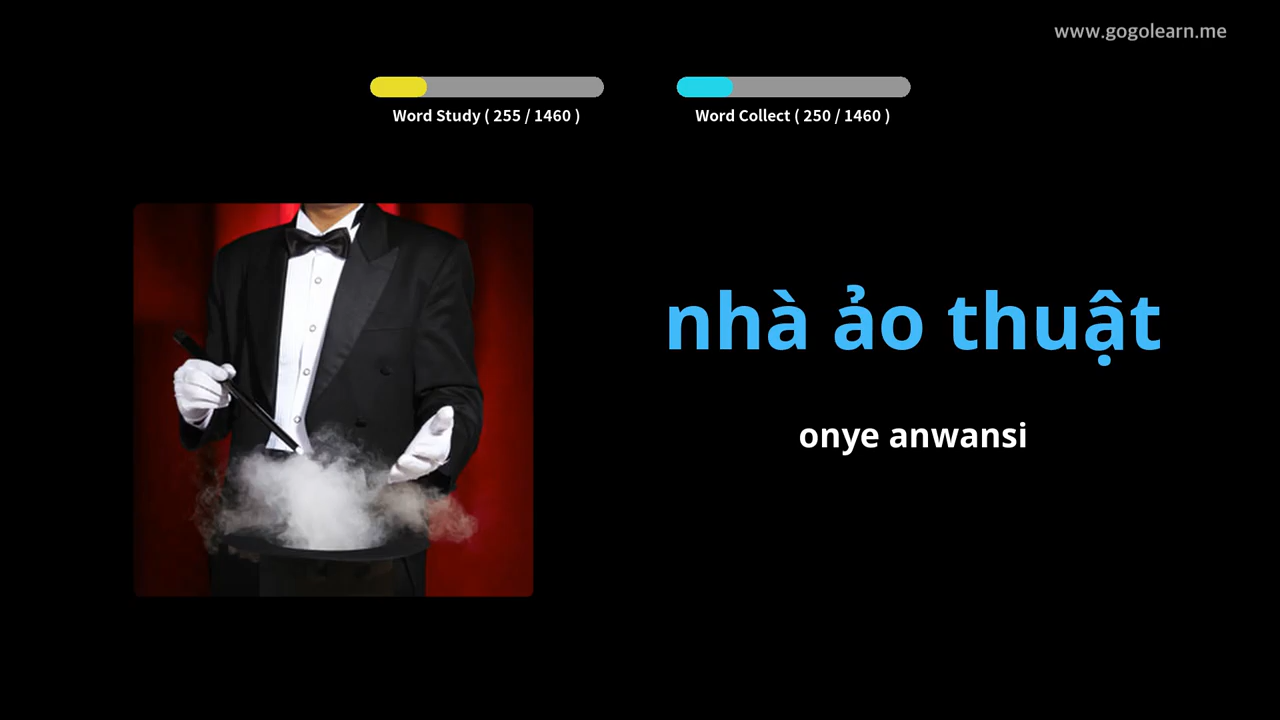 www.gogolearn.me
Word Study ( 255 / 1460 )
Word Collect ( 250 / 1460 )
nhà ảo thuật
onye anwansi